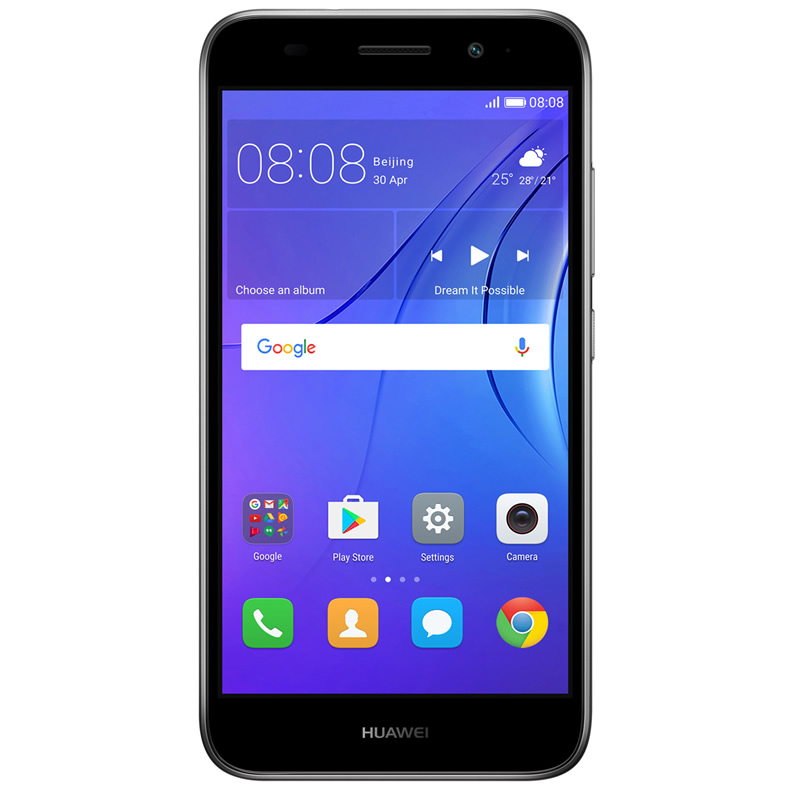 08:08
08:08
Beijing
30 Apr
25° 28°/21°
Choose an album
Dream It Possible
Google
Google
Play Store
Settings
Camera
HUAWEI